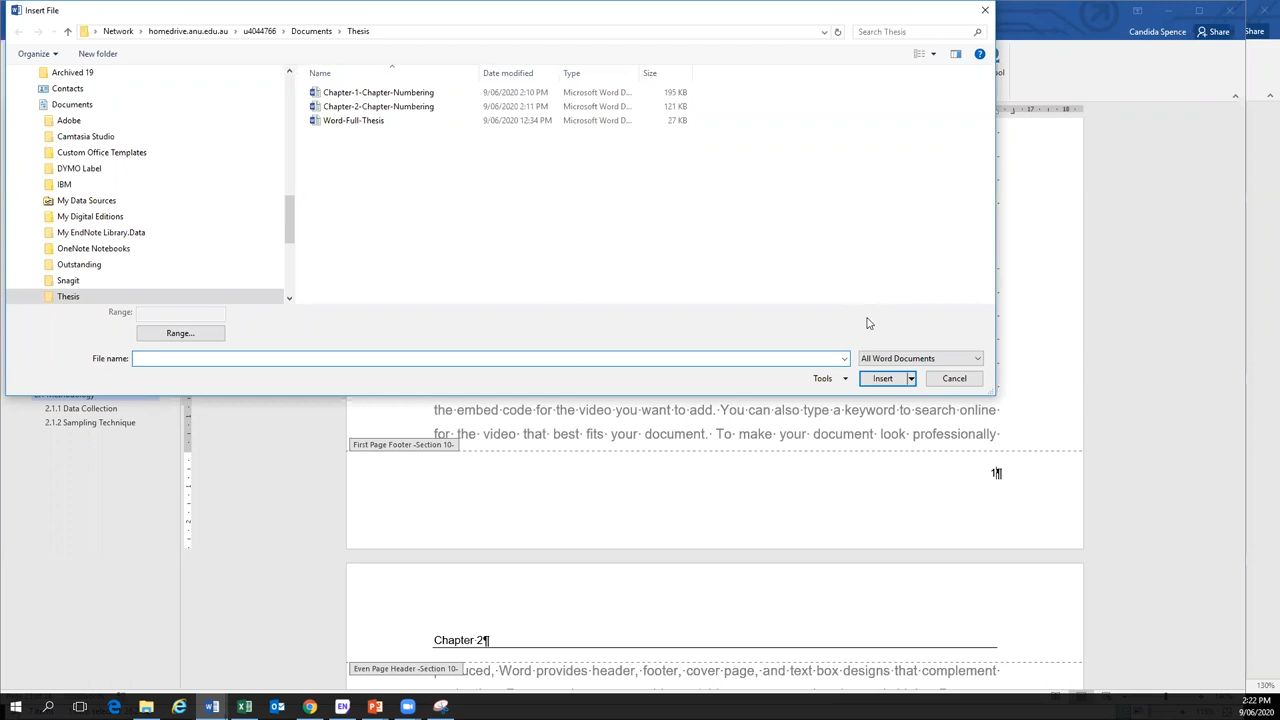 Insert File
Candida Spence
Share
Share
Network
homedrive.anu.edu.au
u4044766
Documents
Thesis
Search Thesis
Organize
New folder
Name
Date modified
Type
Size
Archived 19
Contacts
Documents
Adobe
Camtasia Studio
Custom Office Templates
DYMO Label
IBM
My Data Sources
My Digital Editions
My EndNote Library.Data
OneNote Notebooks
Outstanding
Snagit
Thesis
Chapter-1-Chapter-Numbering 9/06/2020 2:10 PM Microsoft Word D... 195 KB
Chapter-2-Chapter-Numbering 9/06/2020 2:11 PM Microsoft Word D... 121 KB
Word-Full-Thesis 9/06/2020 12:34 PM Microsoft Word D... 27 KB
17 18
Range:
Range...
File name:
All Word Documents
Tools
Insert
Cancel
2.1.1 Data Collection
2.1.2 Sampling Technique
the·embed·code·for·the·video·you·want·to·add.·You·can·also·type·a·keyword·to·search·online·
for·the·video·that·best·fits·your·document.·To·make·your·document·look·professionally·
First Page Footer -Section 10-
1¶
Chapter·2¶
Even Page Header -Section 10-
Word·provides·header,·footer,·cover·page,·and·text·box·designs·that·complement·
130%
2:22 PM
9/06/2020